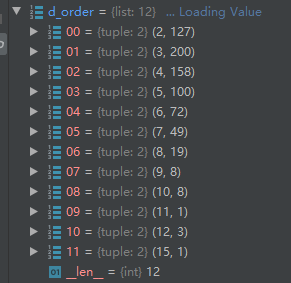 d_order = {list: 12} ... Loading Value
00 = {tuple: 2} (2, 127)
01 = {tuple: 2} (3, 200)
02 = {tuple: 2} (4, 158)
03 = {tuple: 2} (5, 100)
04 = {tuple: 2} (6, 72)
05 = {tuple: 2} (7, 49)
06 = {tuple: 2} (8, 19)
07 = {tuple: 2} (9, 8)
08 = {tuple: 2} (10, 8)
09 = {tuple: 2} (11, 1)
10 = {tuple: 2} (12, 3)
11 = {tuple: 2} (15, 1)
01 __len__ = {int} 12